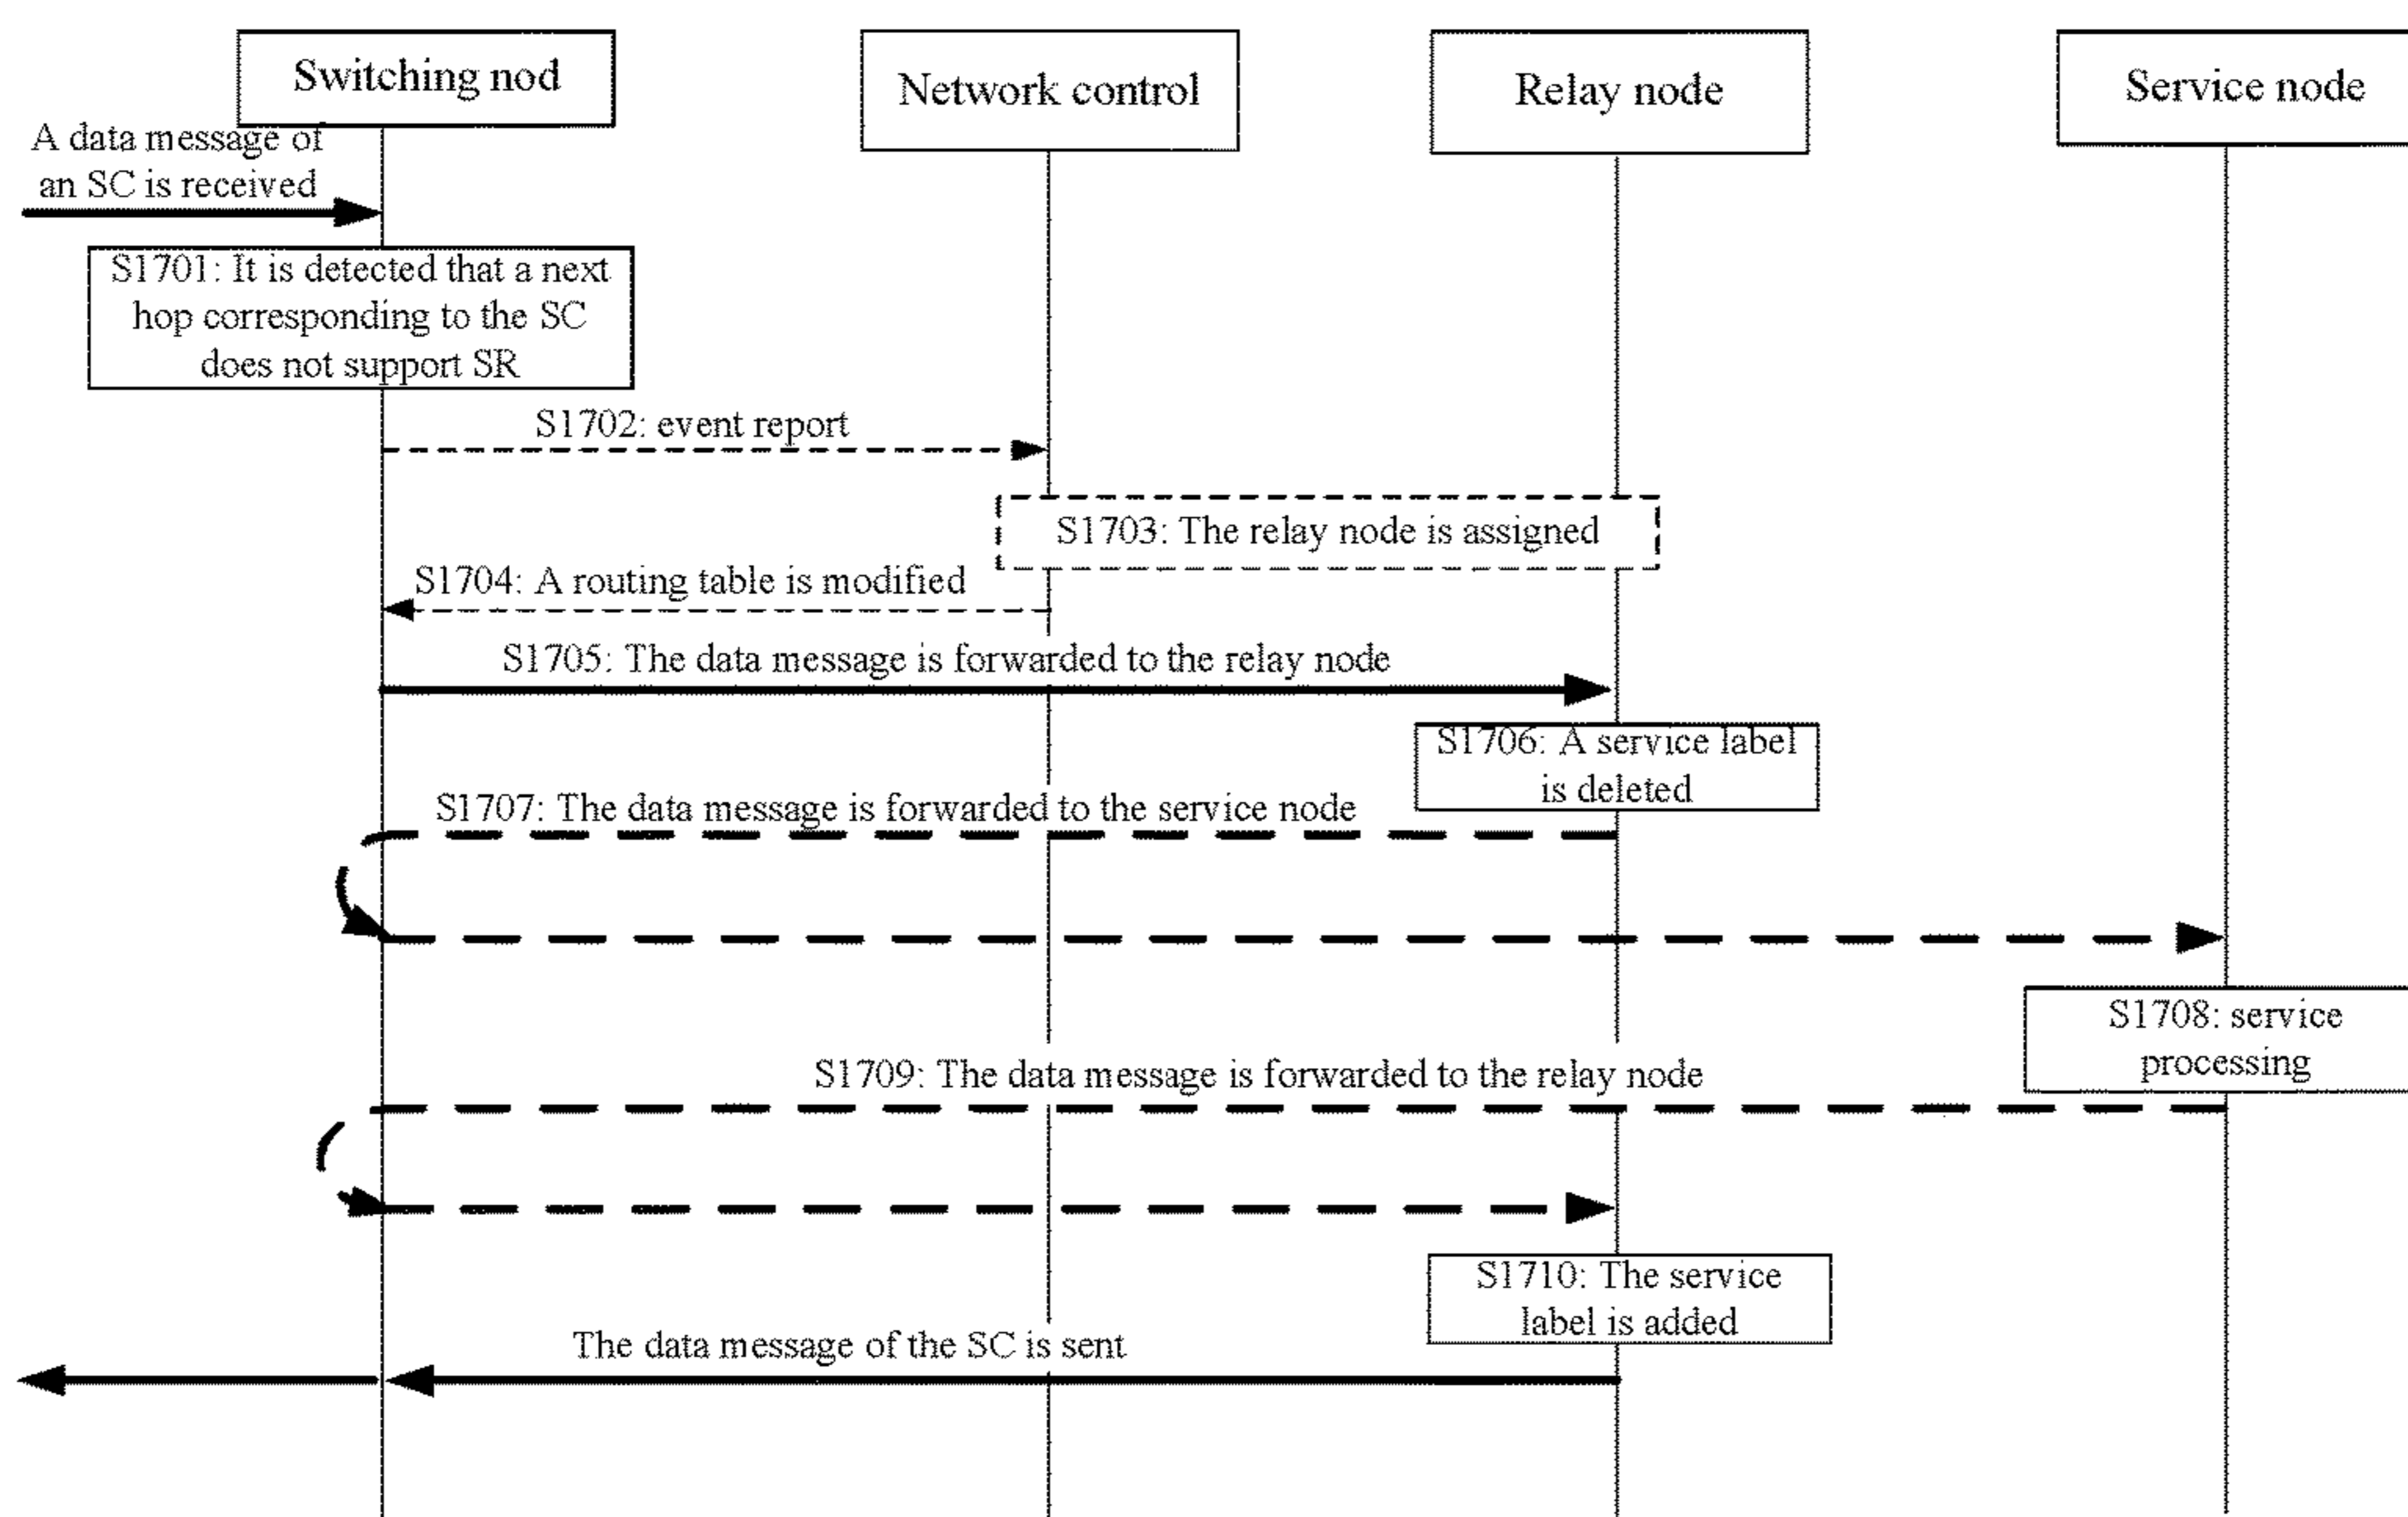 Switching nod
Network control
Relay node
Service node
A data message of
an SC is received
S1701: It is detected that a next
hop corresponding to the SC
does not support SR
S1702: event report
S1703: The relay node is assigned
S1704: A routing table is modified
S1705: The data message is forwarded to the relay node
S1706: A service label
is deleted
S1707: The data message is forwarded to the service node
S1708: service
processing
S1709: The data message is forwarded to the relay node
S1710: The service
label is added
The data message of the SC is sent